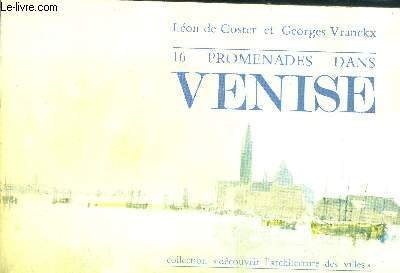 Le-livre.com
Léon de Coster et Georges Vranckx
16 PROMENADES DANS
VENISE
collection «découvrir l'architecture des villes»